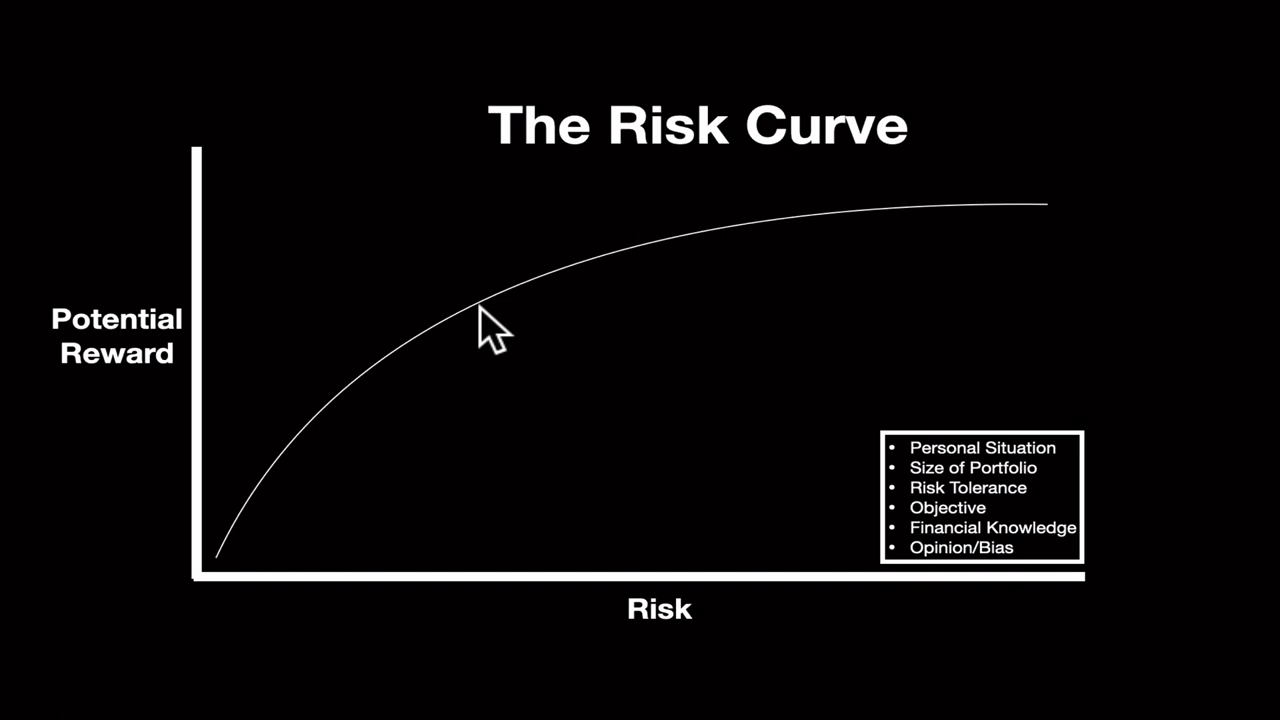 The Risk Curve
Potential
Reward
• Personal Situation
• Size of Portfolio
• Risk Tolerance
• Objective
• Financial Knowledge
• Opinion/Bias
Risk